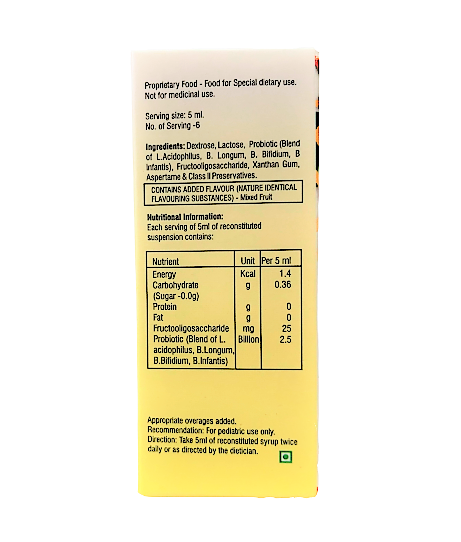 Proprietary Food - Food for Special dietary use.
Not for medicinal use.
Serving size: 5 ml.
No. of Serving -6
Ingredients: Dextrose, Lactose, Probiotic (Blend
of L.Acidophilus, B. Longum, B. Bifidium, B
Infantis), Fructooligosaccharide, Xanthan Gum,
Aspertame & Class II Preservatives.
CONTAINS ADDED FLAVOUR (NATURE IDENTICAL
FLAVOURING SUBSTANCES) - Mixed Fruit
Nutritional Information:
Each serving of 5ml of reconstituted
suspension contains:
Nutrient Unit Per 5 ml
Energy Kcal 1.4
Carbohydrate g 0.36
(Sugar -0.0g)
Protein g 0
Fat g 0
Fructooligosaccharide mg 25
Probiotic (Blend of L. Billion 2.5
acidophilus, B.Longum,
B.Bifidium, B.Infantis)
Appropriate overages added.
Recommendation: For pediatric use only.
Direction: Take 5ml of reconstituted syrup twice
daily or as directed by the dietician.